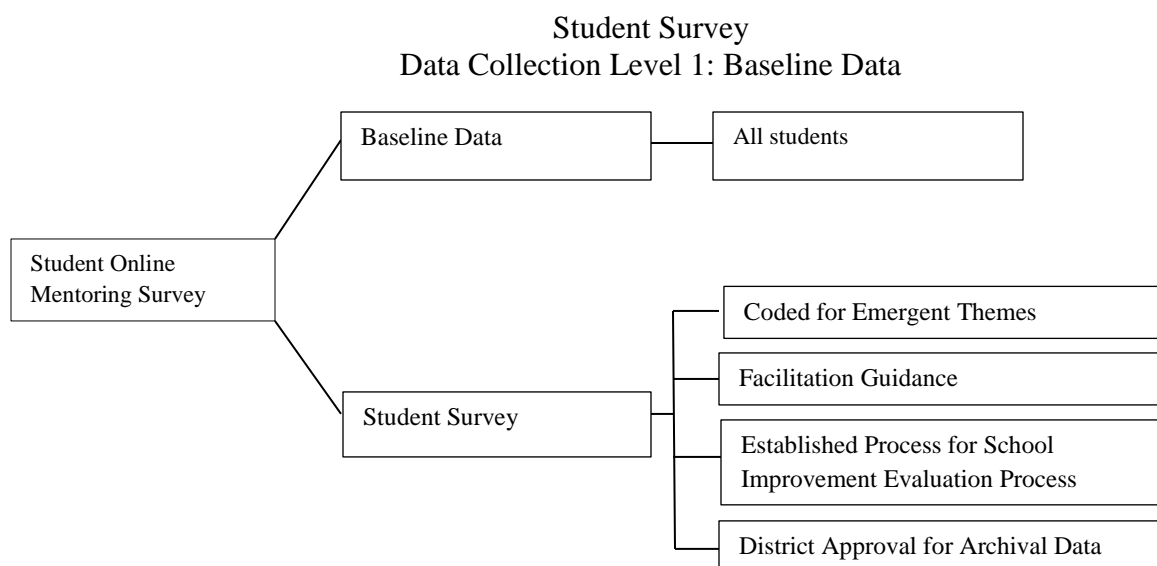 Student Survey
Data Collection Level 1: Baseline Data
Baseline Data
All students
Student Online
Mentoring Survey
Coded for Emergent Themes
Facilitation Guidance
Student Survey
Established Process for School
Improvement Evaluation Process
District Approval for Archival Data